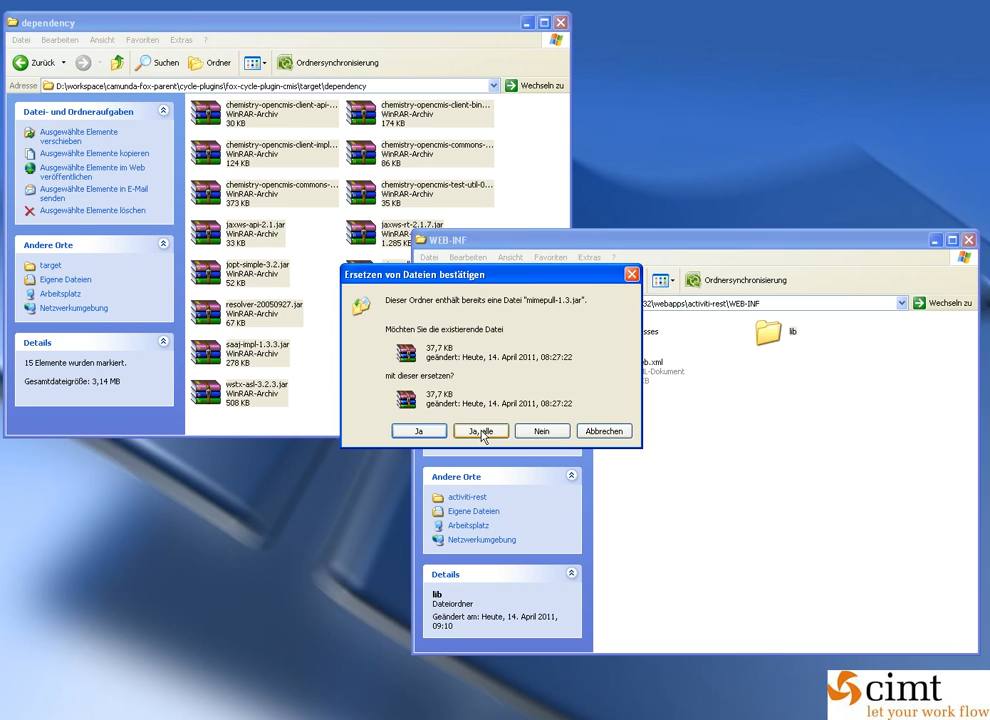 dependency
Datei Bearbeiten Ansicht Favoriten Extras ?
Zurück Suchen Ordner Ordnersynchronisierung
Adresse D:\workspace\camunda-fox-parent\cycle-plugins\fox-cycle-plugin-cmis\target\dependency Wechseln zu
Datei- und Ordneraufgaben
Ausgewählte Elemente
verschieben
Ausgewählte Elemente kopieren
Ausgewählte Elemente im Web
veröffentlichen
Ausgewählte Elemente in E-Mail
senden
Ausgewählte Elemente löschen
Andere Orte
target
Eigene Dateien
Arbeitsplatz
Netzwerkumgebung
Details
15 Elemente wurden markiert.
Gesamtdateigröße: 3,14 MB
chemistry-opencmis-client-api-...
WinRAR-Archiv
30 KB
chemistry-opencmis-client-bin...
WinRAR-Archiv
174 KB
chemistry-opencmis-client-impl...
WinRAR-Archiv
124 KB
chemistry-opencmis-commons-...
WinRAR-Archiv
86 KB
chemistry-opencmis-commons-...
WinRAR-Archiv
373 KB
chemistry-opencmis-test-util-0...
WinRAR-Archiv
35 KB
jaxws-api-2.1.jar
WinRAR-Archiv
33 KB
jaxws-rt-2.1.7.jar
WinRAR-Archiv
1.285 KB
jopt-simple-3.2.jar
WinRAR-Archiv
52 KB
resolver-20050927.jar
WinRAR-Archiv
67 KB
saaj-impl-1.3.3.jar
WinRAR-Archiv
278 KB
wstx-asl-3.2.3.jar
WinRAR-Archiv
508 KB
WEB-INF
Datei Bearbeiten Ansicht Favoriten Extras ?
Ordnersynchronisierung
32\webapps\activiti-rest\WEB-INF Wechseln zu
lib
Andere Orte
activiti-rest
Eigene Dateien
Arbeitsplatz
Netzwerkumgebung
Details
lib
Dateiordner
Geändert am: Heute, 14. April 2011,
09:10
Ersetzen von Dateien bestätigen
Dieser Ordner enthält bereits eine Datei "mimepull-1.3.jar".
Möchten Sie die existierende Datei
37,7 KB
geändert: Heute, 14. April 2011, 08:27:22
mit dieser ersetzen?
37,7 KB
geändert: Heute, 14. April 2011, 08:27:22
Ja Ja, alle Nein Abbrechen
cimt
let your work flow